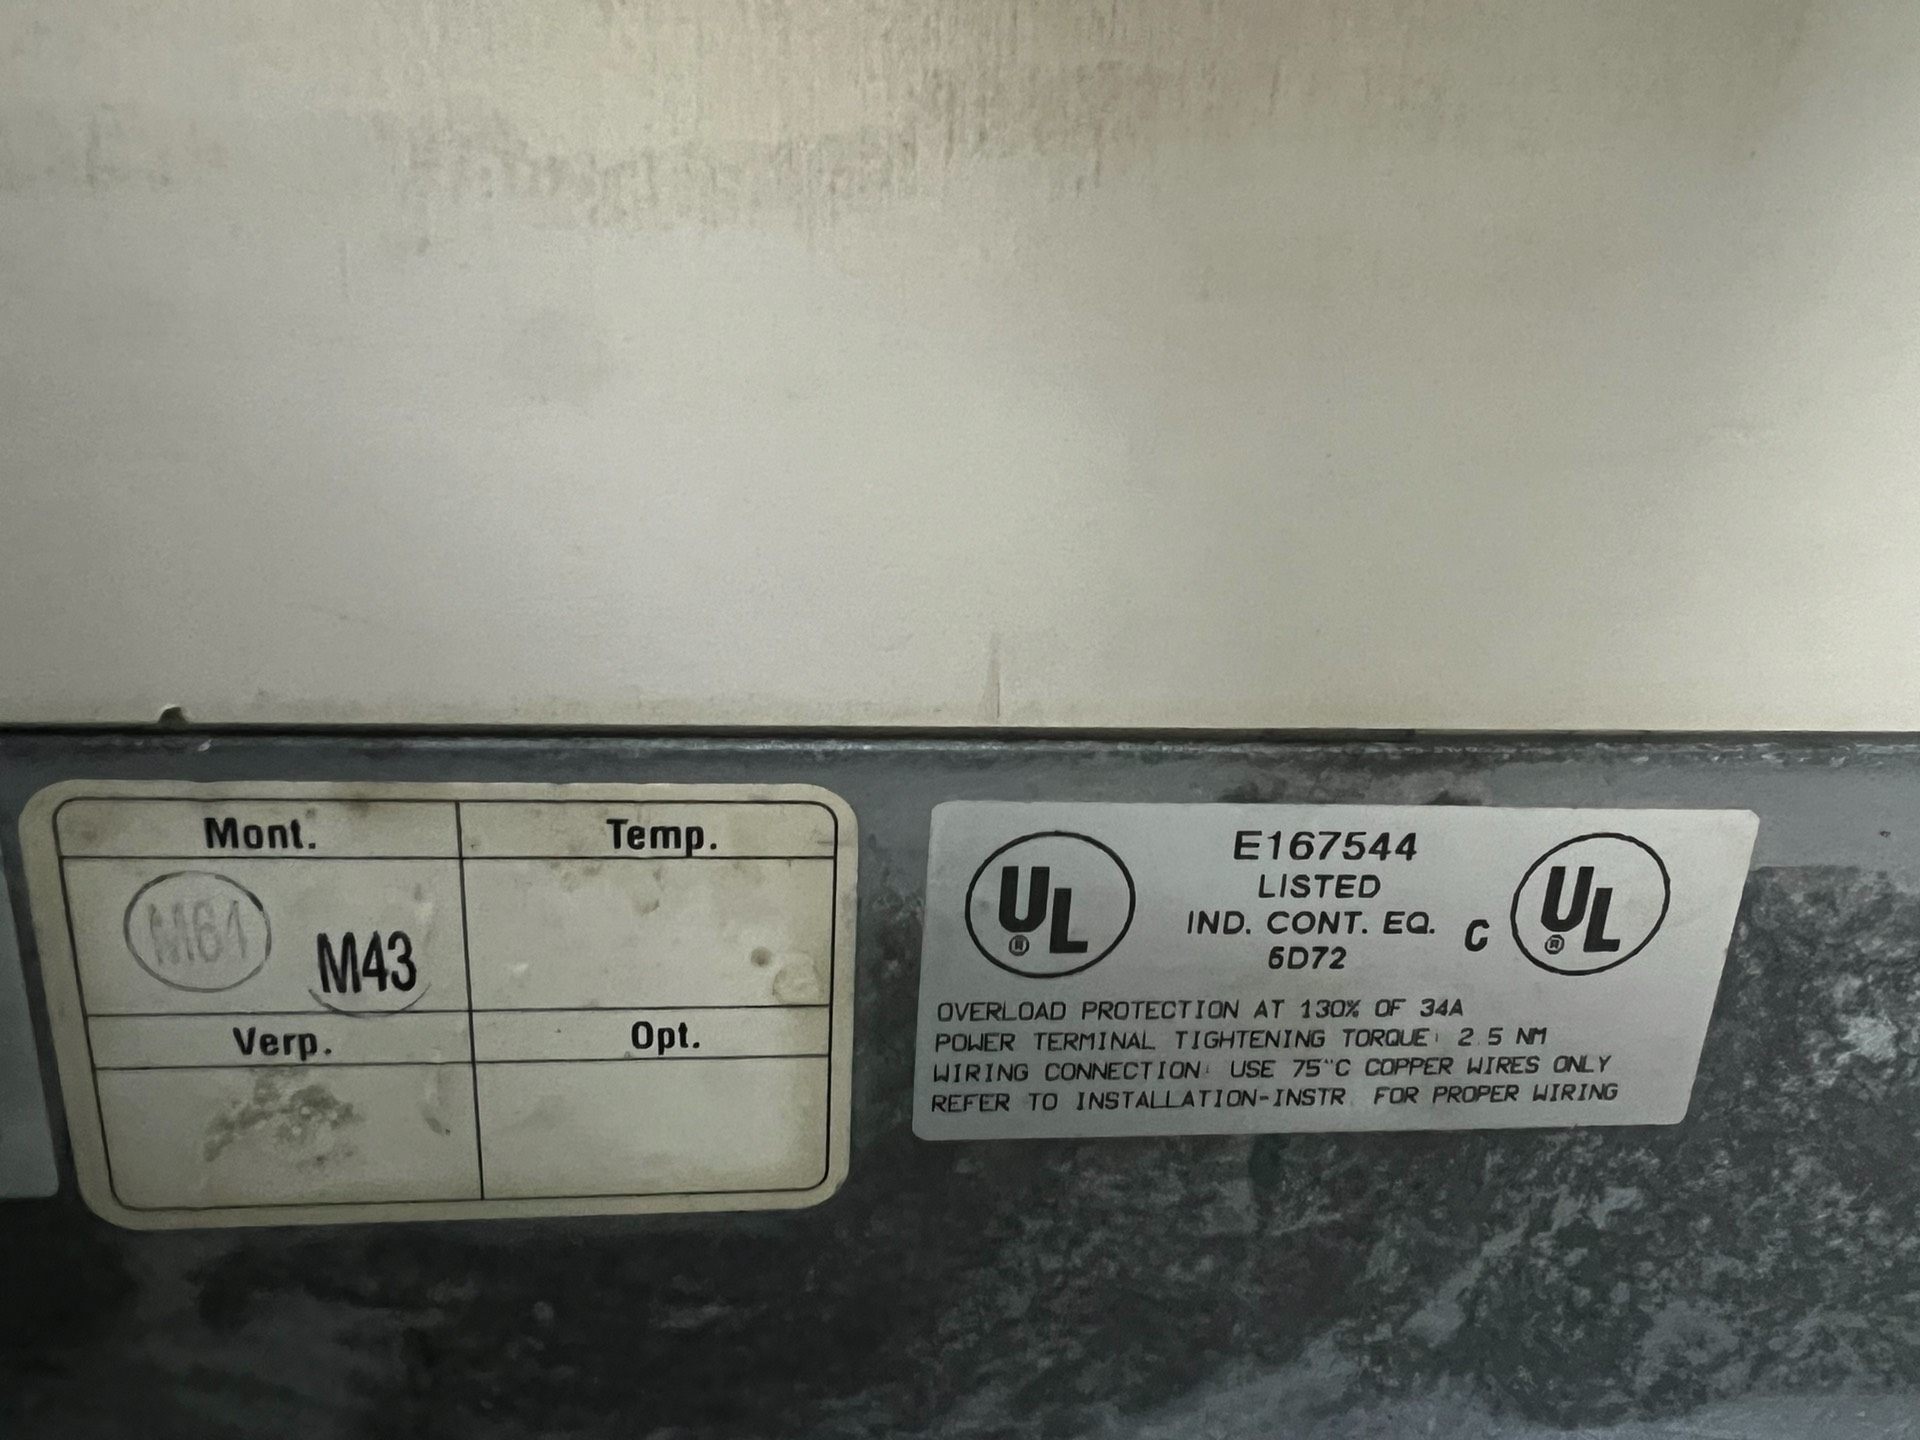 Mont.
Temp.
M61
M43
Verp.
Opt.
UL ®
E167544
LISTED
IND. CONT. EQ.
6D72
C UL ®
OVERLOAD PROTECTION AT 130% OF 34A
POWER TERMINAL TIGHTENING TORQUE: 2.5 NM
WIRING CONNECTION: USE 75°C COPPER WIRES ONLY
REFER TO INSTALLATION-INSTR. FOR PROPER WIRING